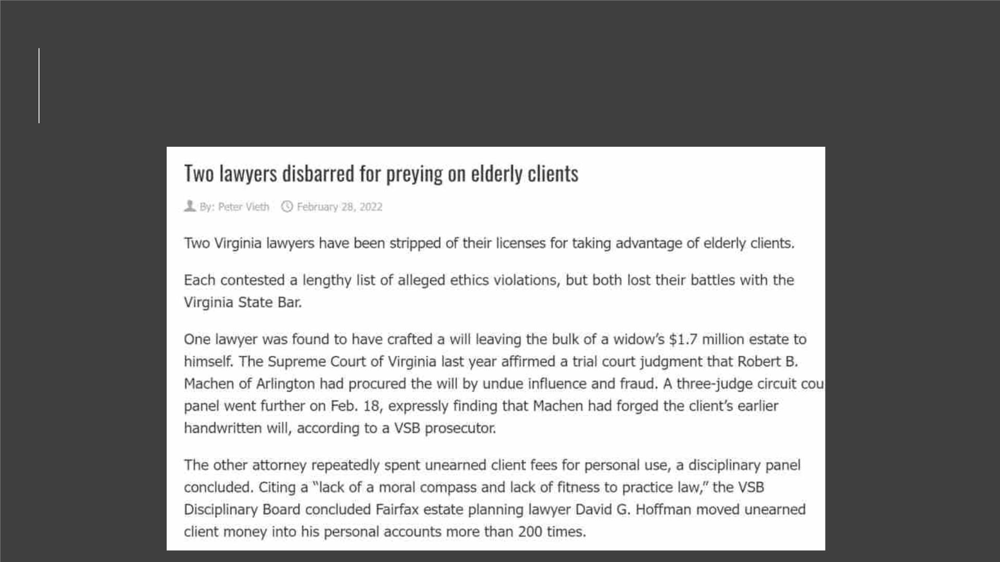 Two lawyers disbarred for preying on elderly clients
By: Peter Vieth February 28, 2022
Two Virginia lawyers have been stripped of their licenses for taking advantage of elderly clients.
Each contested a lengthy list of alleged ethics violations, but both lost their battles with the
Virginia State Bar.
One lawyer was found to have crafted a will leaving the bulk of a widow’s $1.7 million estate to
himself. The Supreme Court of Virginia last year affirmed a trial court judgment that Robert B.
Machen of Arlington had procured the will by undue influence and fraud. A three-judge circuit cou
panel went further on Feb. 18, expressly finding that Machen had forged the client’s earlier
handwritten will, according to a VSB prosecutor.
The other attorney repeatedly spent unearned client fees for personal use, a disciplinary panel
concluded. Citing a “lack of a moral compass and lack of fitness to practice law,” the VSB
Disciplinary Board concluded Fairfax estate planning lawyer David G. Hoffman moved unearned
client money into his personal accounts more than 200 times.